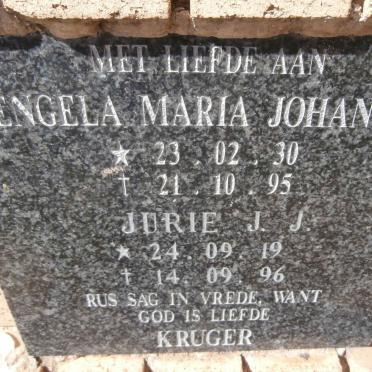 MET LIEFDE AAN
ENGELA MARIA JOHAN
★ 23 . 02 . 30
† 21 . 10 . 95
JURIE J. J.
★ 24 . 09 . 19
† 14 . 09 . 96
RUS SAG IN VREDE, WANT
GOD IS LIEFDE
KRUGER